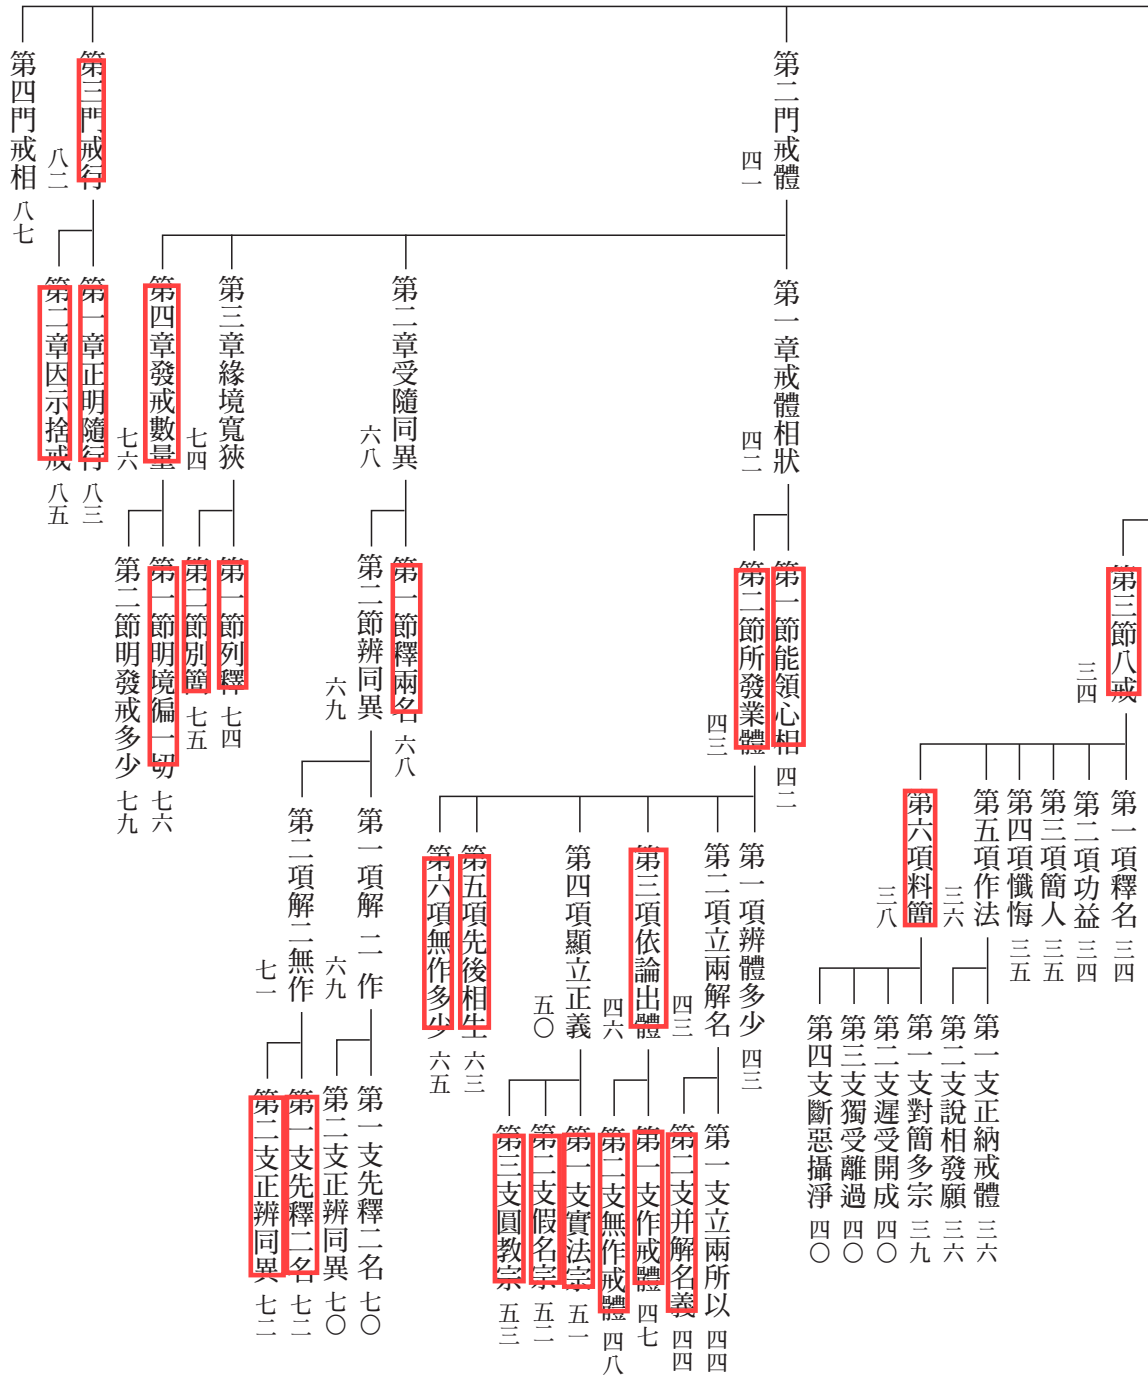 第三節八戒 三四
第一項釋名 三四
第二項功益 三四
第三項簡人 三五
第四項懺悔 三五
第五項作法 三六
第一支正納戒體 三六
第二支說相發願 三六
第六項料簡 三八
第一支對簡多宗 三九
第二支遲受開成 四〇
第三支獨受離過 四〇
第四支斷惡攝淨 四〇
第二門戒體 四一
第一章戒體相狀 四二
第一節能領心相 四二
第二節所發業體 四三
第一項辨體多少 四三
第二項立兩解名 四三
第一支立兩所以 四四
第二支并解名義 四四
第三項依論出體 四六
第一支作戒體 四七
第二支無作戒體 四八
第四項顯立正義 五〇
第一支實法宗 五一
第二支假名宗 五二
第三支圓教宗 五三
第五項先後相生 六三
第六項無作多少 六五
第二章受隨同異 六八
第一節釋兩名 六八
第二節辨同異 六九
第一項解二作 六九
第一支先釋二名 七〇
第二支正辨同異 七〇
第二項解二無作 七一
第一支先釋二名 七二
第二支正辨同異 七二
第三章緣境寬狹 七四
第一節列釋 七四
第二節別簡 七五
第四章發戒數量 七六
第一節明境徧一切 七六
第二節明發戒多少 七九
第三門戒行 八二
第一章正明隨行 八三
第二章因示捨戒 八五
第四門戒相 八七